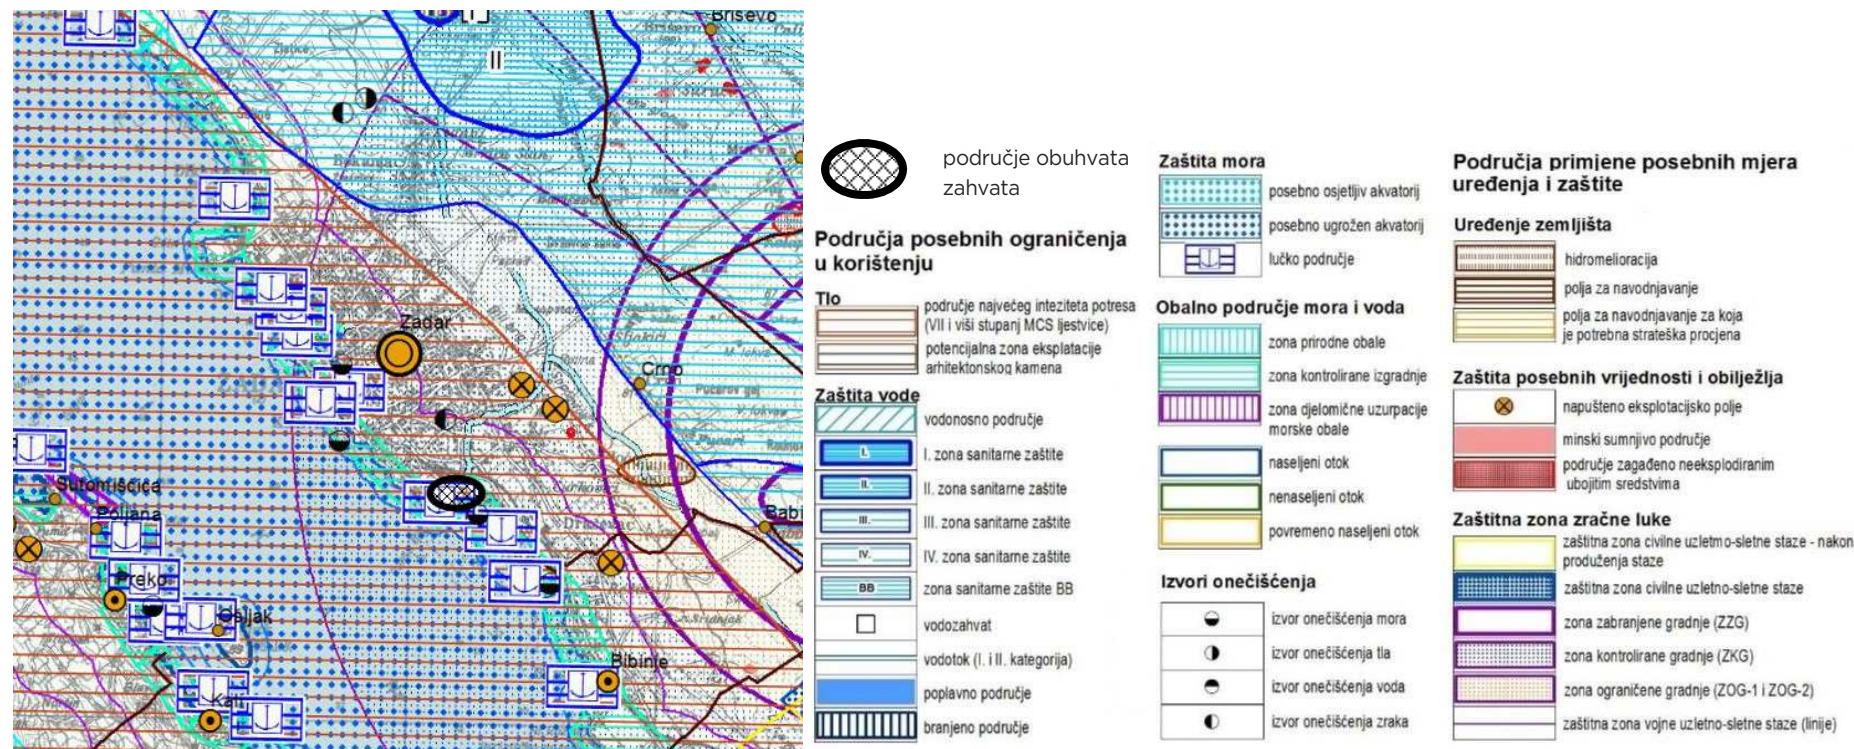 Briševo
II
Zadar
Crno
Sutomišćica
Poljana
Preko
Ošljak
Bibinje
Kali
Babi
područje obuhvata
zahvata
Područja posebnih ograničenja
u korištenju
Tlo
područje najvećeg inteziteta potresa
(VII i viši stupanj MCS ljestvice)
potencijalna zona eksplatacije
arhitektonskog kamena
Zaštita vode
vodonosno područje
I. I. zona sanitarne zaštite
II. II. zona sanitarne zaštite
III. III. zona sanitarne zaštite
IV. IV. zona sanitarne zaštite
BB zona sanitarne zaštite BB
vodozahvat
vodotok (I. i II. kategorija)
poplavno područje
branjeno područje
Zaštita mora
posebno osjetljiv akvatorij
posebno ugrožen akvatorij
lučko područje
Obalno područje mora i voda
zona prirodne obale
zona kontrolirane izgradnje
zona djelomične uzurpacije
morske obale
naseljeni otok
nenaseljeni otok
povremeno naseljeni otok
Izvori onečišćenja
izvor onečišćenja mora
izvor onečišćenja tla
izvor onečišćenja voda
izvor onečišćenja zraka
Područja primjene posebnih mjera
uređenja i zaštite
Uređenje zemljišta
hidromelioracija
polja za navodnjavanje
polja za navodnjavanje za koja
je potrebna strateška procjena
Zaštita posebnih vrijednosti i obilježlja
napušteno eksplotacijsko polje
minski sumnjivo područje
područje zagađeno neeksplodiranim
ubojitim sredstvima
Zaštitna zona zračne luke
zaštitna zona civilne uzletmo-sletne staze - nakon
produženja staze
zaštitna zona civilne uzletno-sletne staze
zona zabranjene gradnje (ZZG)
zona kontrolirane gradnje (ZKG)
zona ograničene gradnje (ZOG-1 i ZOG-2)
zaštitna zona vojne uzletno-sletne staze (linije)